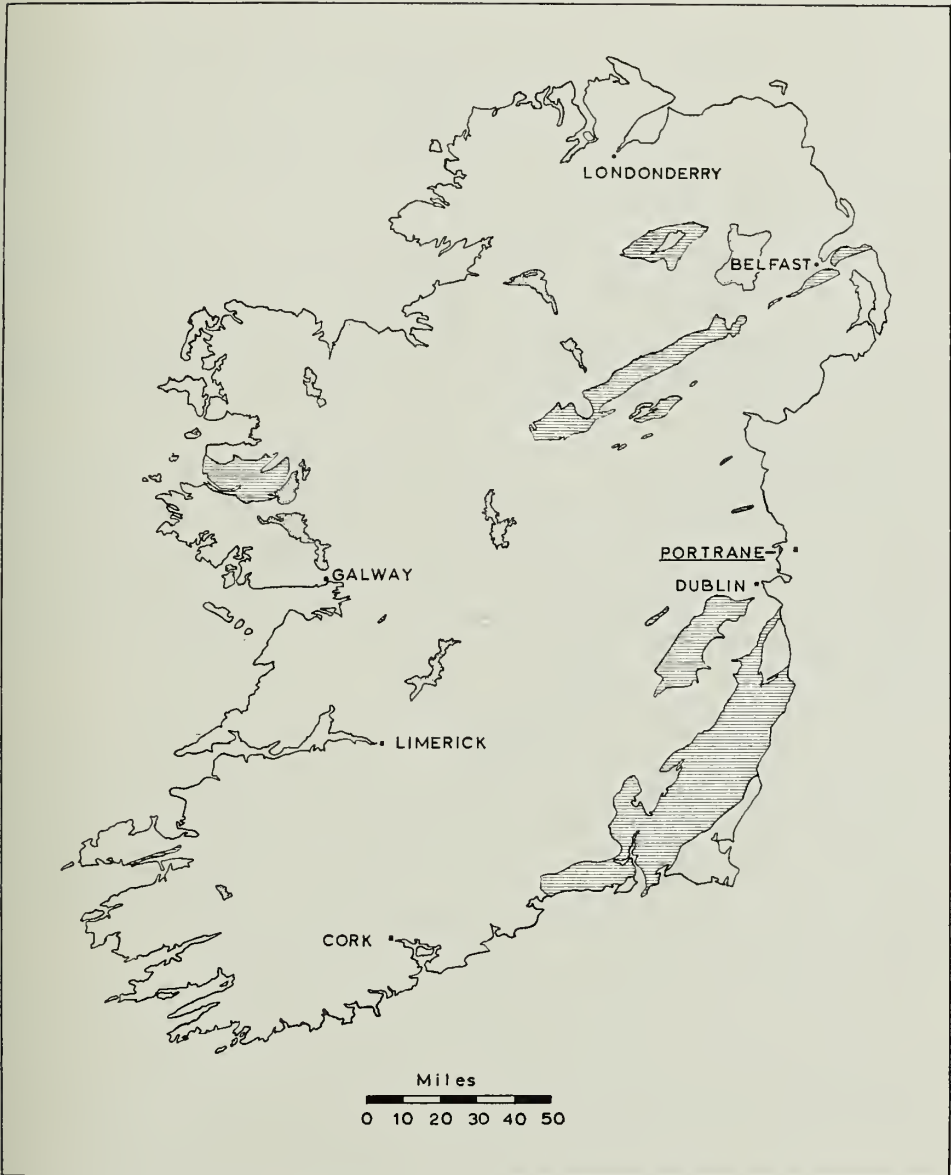 LONDONDERRY
BELFAST
PORTRANE
DUBLIN
GALWAY
LIMERICK
CORK
Miles
0 10 20 30 40 50